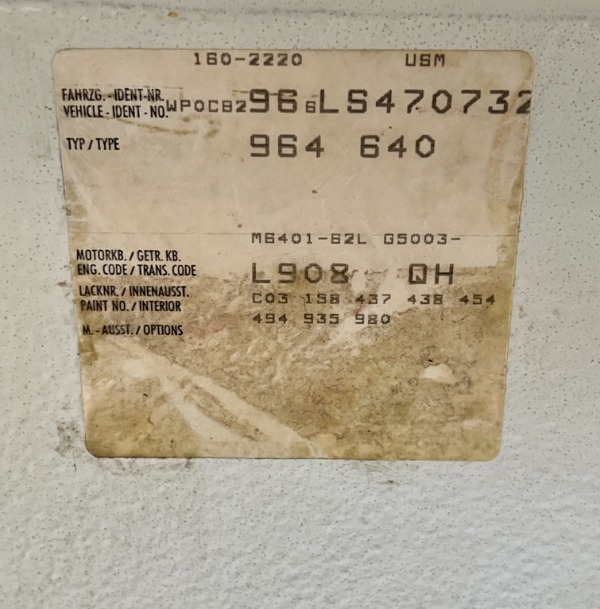 160-2220 USM
FAHRZG. - IDENT-NR.
VEHICLE - IDENT - NO. WP0CB2966LS470732
TYP / TYPE 964 640
M6401-62L G5003-
MOTORKB. / GETR. KB.
ENG. CODE / TRANS. CODE L908 QH
LACKNR. / INNENAUSST. C03 158 437 438 454
PAINT NO. / INTERIOR
494 935 980
M. - AUSST. / OPTIONS